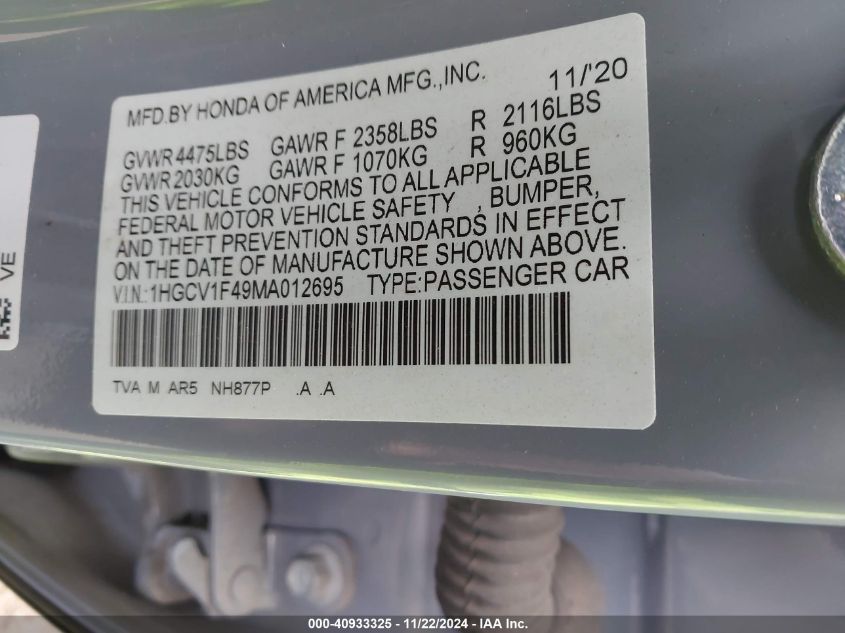 MFD.BY HONDA OF AMERICA MFG.,INC. 11/'20
GVWR 4475LBS GAWR F 2358LBS R 2116LBS
GVWR 2030KG GAWR F 1070KG R 960KG
THIS VEHICLE CONFORMS TO ALL APPLICABLE
FEDERAL MOTOR VEHICLE SAFETY , BUMPER,
AND THEFT PREVENTION STANDARDS IN EFFECT
ON THE DATE OF MANUFACTURE SHOWN ABOVE.
V.I.N.:1HGCV1F49MA012695 TYPE:PASSENGER CAR
TVA M AR5 NH877P .A .A
VE
000-40933325 - 11/22/2024 - IAA Inc.